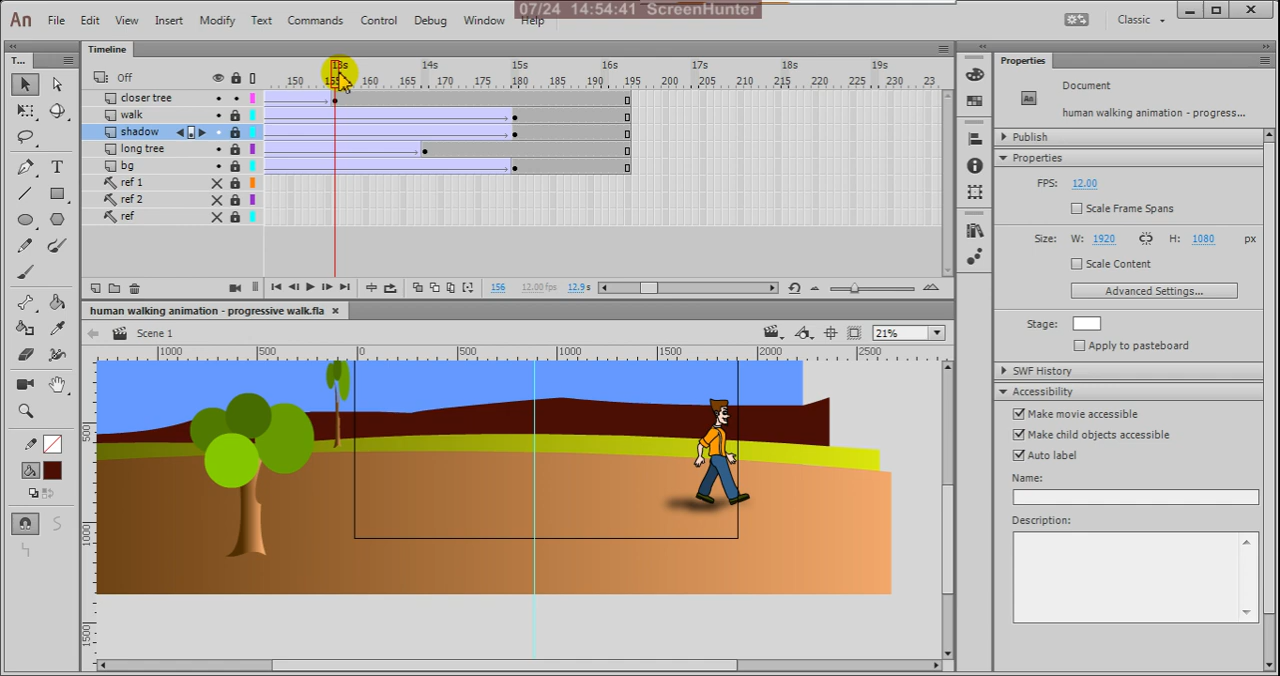 07/24 14:54:41 ScreenHunter
An File Edit View Insert Modify Text Commands Control Debug Window Help Classic
T... Timeline Properties
13s 14s 15s 16s 17s 18s 19s
Off 150 155 160 165 170 175 180 185 190 195 200 205 210 215 220 225 23
closer tree
walk
shadow
long tree
bg
ref 1
ref 2
ref
156 12.00 fps 12.9 s
human walking animation - progressive walk.fla ×
Scene 1 21%
1000 500 0 500 1000 1500 2000 2500
500
1000
1500
Document
human walking animation - progress...
Publish
Properties
FPS: 12.00
Scale Frame Spans
Size: W: 1920 H: 1080 px
Scale Content
Advanced Settings...
Stage:
Apply to pasteboard
SWF History
Accessibility
Make movie accessible
Make child objects accessible
Auto label
Name:
Description: